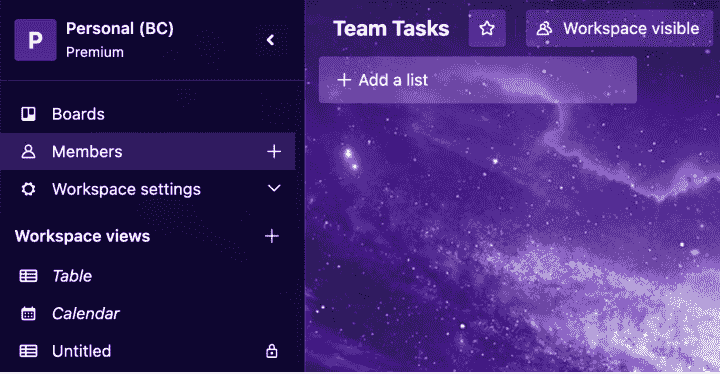 P
Personal (BC)
Premium
Boards
Members
Workspace settings
Workspace views
Table
Calendar
Untitled
Team Tasks
Workspace visible
+ Add a list